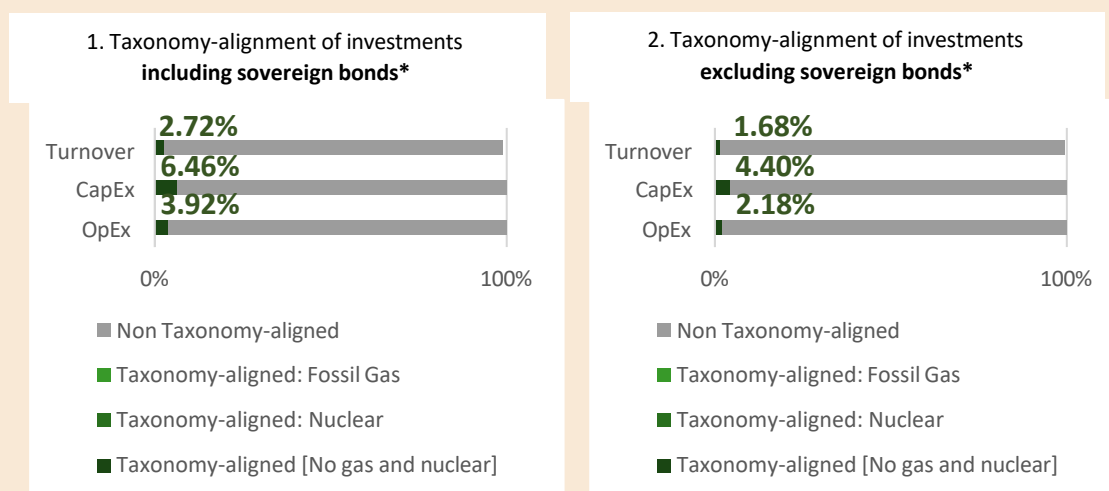 1. Taxonomy-alignment of investments
including sovereign bonds*
2.72%
Turnover
6.46%
CapEx
3.92%
OpEx
0%
100%
Non Taxonomy-aligned
Taxonomy-aligned: Fossil Gas
Taxonomy-aligned: Nuclear
Taxonomy-aligned [No gas and nuclear]
2. Taxonomy-alignment of investments
excluding sovereign bonds*
1.68%
Turnover
4.40%
CapEx
2.18%
OpEx
0%
100%
Non Taxonomy-aligned
Taxonomy-aligned: Fossil Gas
Taxonomy-aligned: Nuclear
Taxonomy-aligned [No gas and nuclear]